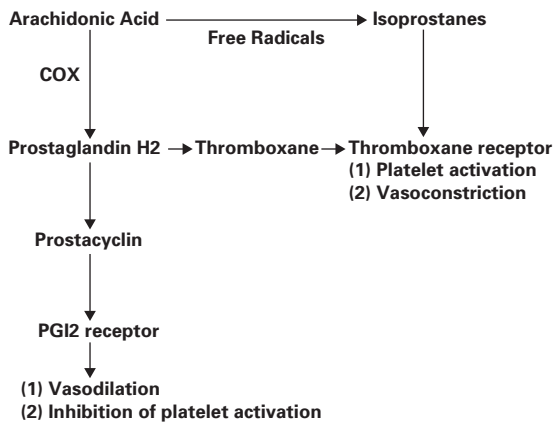 Arachidonic Acid
Isoprostanes
Free Radicals
COX
Prostaglandin H2
Thromboxane
Thromboxane receptor
(1) Platelet activation
(2) Vasoconstriction
Prostacyclin
PGI2 receptor
(1) Vasodilation
(2) Inhibition of platelet activation